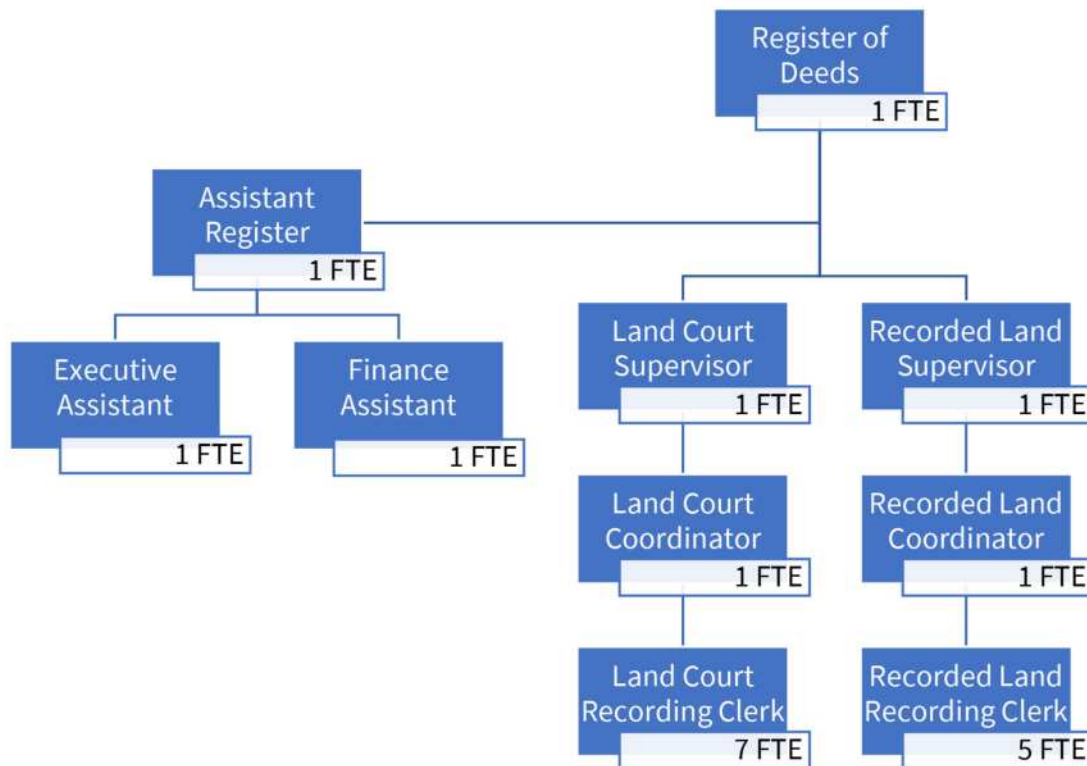 Register of
Deeds
1 FTE
Assistant
Register
1 FTE
Executive
Assistant
1 FTE
Finance
Assistant
1 FTE
Land Court
Supervisor
1 FTE
Recorded Land
Supervisor
1 FTE
Land Court
Coordinator
1 FTE
Recorded Land
Coordinator
1 FTE
Land Court
Recording Clerk
7 FTE
Recorded Land
Recording Clerk
5 FTE